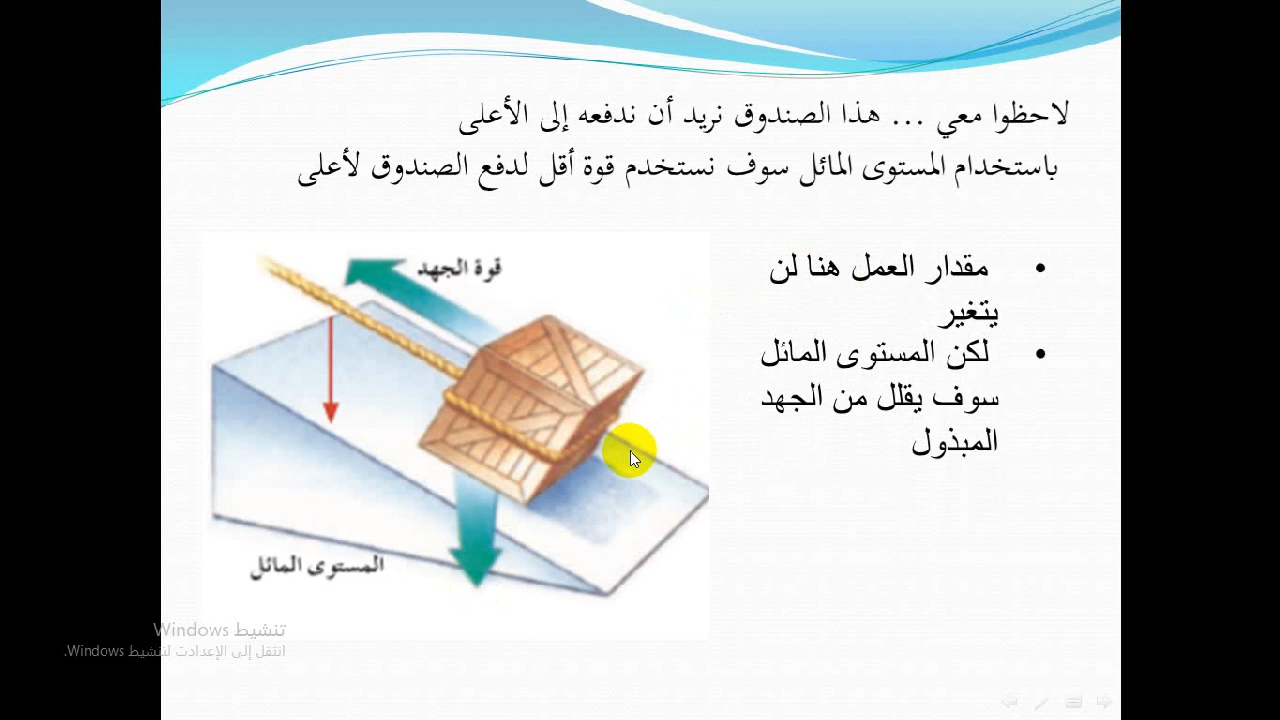 لاحظوا معي ... هذا الصندوق نريد أن ندفعه إلى الأعلى
باستخدام المستوى المائل سوف نستخدم قوة أقل لدفع الصندوق لأعلى
• مقدار العمل هنا لن
يتغير
• لكن المستوى المائل
سوف يقلل من الجهد
المبذول
قوة الجهد
المستوى المائل
تنشيط Windows
انتقل إلى الإعدادت لتنشيط Windows.